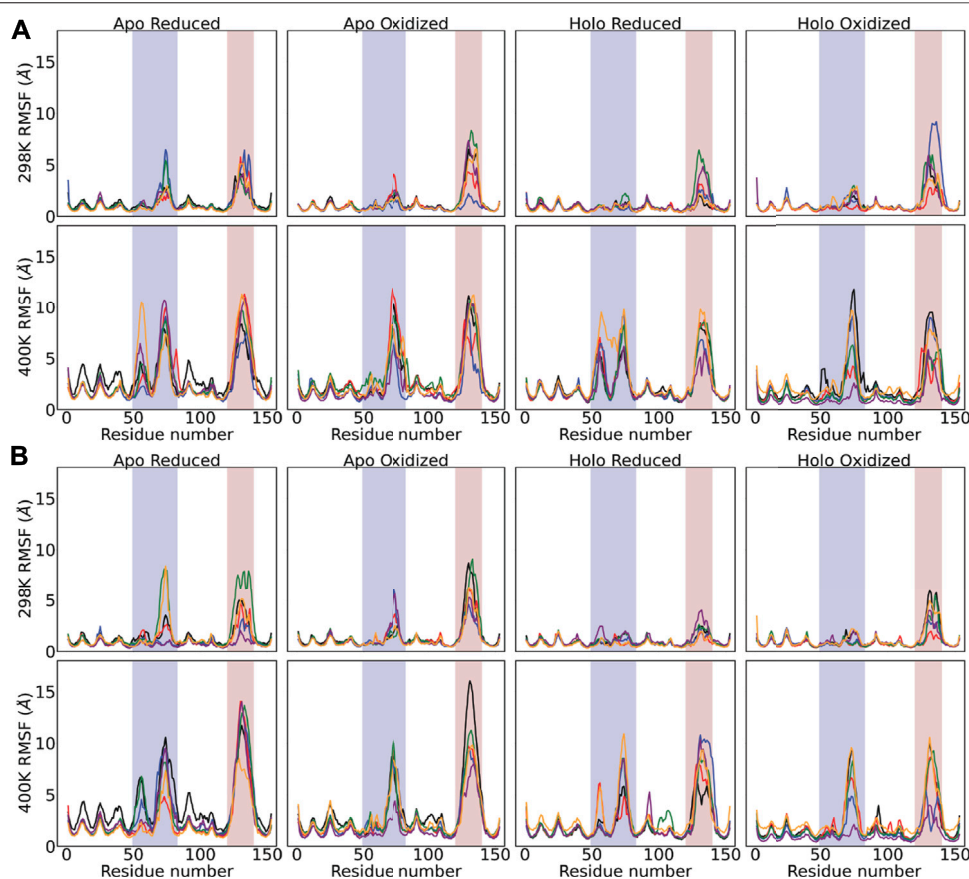 A
Apo Reduced Apo Oxidized Holo Reduced Holo Oxidized
298K RMSF (Å)
15
10
5
0
400K RMSF (Å)
15
10
5
0
0 50 100 150 0 50 100 150 0 50 100 150 0 50 100 150
Residue number Residue number Residue number Residue number
B
Apo Reduced Apo Oxidized Holo Reduced Holo Oxidized
298K RMSF (Å)
15
10
5
0
400K RMSF (Å)
15
10
5
0
0 50 100 150 0 50 100 150 0 50 100 150 0 50 100 150
Residue number Residue number Residue number Residue number